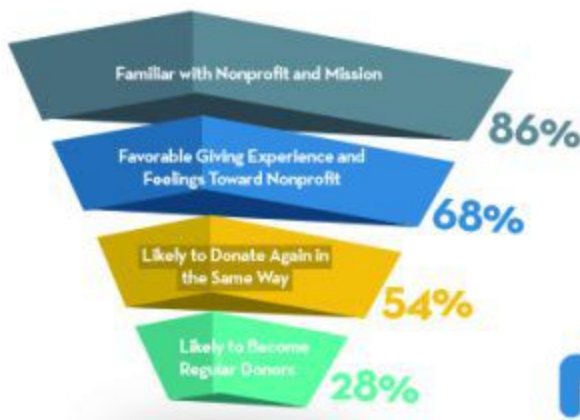 Familiar with Nonprofit and Mission
86%
Favorable Giving Experience and
Feelings Toward Nonprofit
68%
Likely to Donate Again in
the Same Way
54%
Likely to Become
Regular Donors
28%